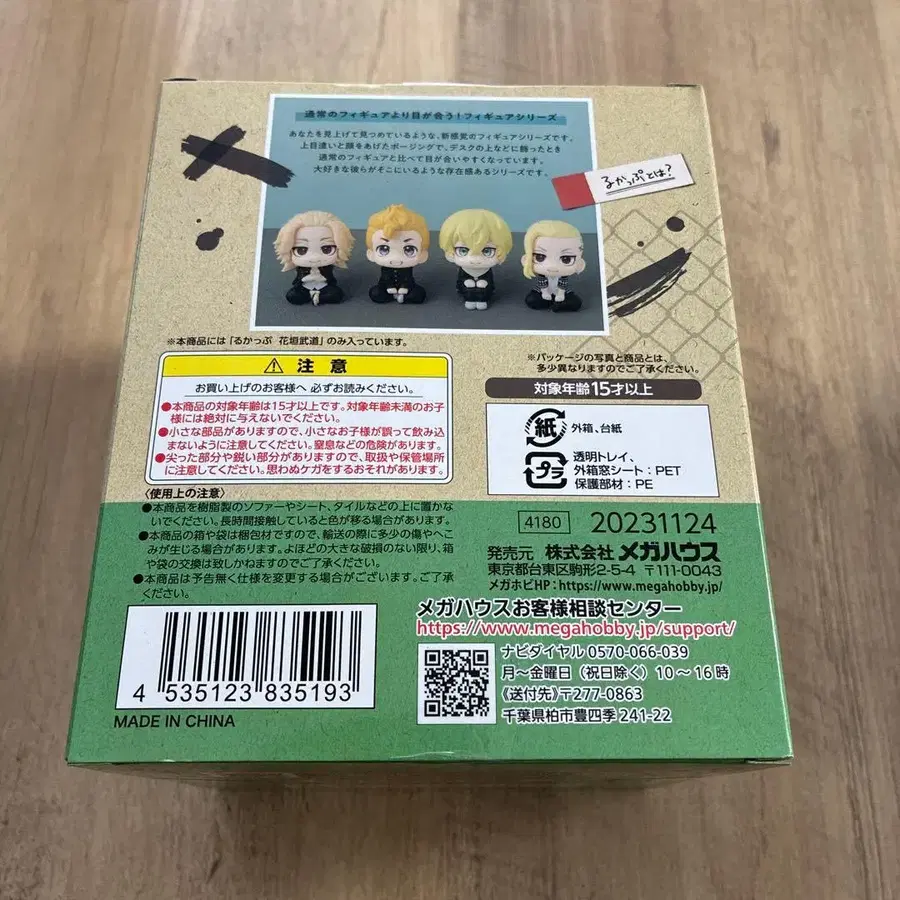 通常のフィギュアより目が合う！フィギュアシリーズ
あなたを見上げて見つめているような、新感覚のフィギュアシリーズです。
上目遣いと顔をあげたポージングで、デスクの上などに飾ったとき
通常のフィギュアと比べて目が合いやすくなっています。
大好きな彼らがそこにいるような存在感あるシリーズです。
るかっぷとは？
※本商品には「るかっぷ 花垣武道」のみ入っています。
※パッケージの写真と商品とは、
多少異なりますのでご了承ください。
⚠ 注意
お買い上げのお客様へ 必ずお読みください。
●本商品の対象年齢は15才以上です。対象年齢未満のお子
様には絶対に与えないでください。
●小さな部品がありますので、小さなお子様が誤って飲み込
まないように注意してください。窒息などの危険があります。
●尖った部分や鋭い部分がありますので、取扱や保管場所
に注意してください。思わぬケガをするおそれがあります。
〈使用上の注意〉
●本商品を樹脂製のソファーやシート、タイルなどの上に置かな
いでください。長時間接触していると色が移る場合があります。
●本商品の箱や袋は梱包材ですので、輸送の際に多少の傷やへこ
みが生じる場合があります。よほどの大きな破損のない限り、箱
や袋の交換は致しかねますのでご了承ください。
●本商品は予告無く仕様を変更する場合がございます。ご了承
ください。
対象年齢15才以上
紙 外箱、台紙
プラ 透明トレイ、
外箱窓シート：PET
保護部材：PE
4180 20231124
発売元 株式会社メガハウス
東京都台東区駒形2-5-4 〒111-0043
メガホビHP：https://www.megahobby.jp/
メガハウスお客様相談センター
https://www.megahobby.jp/support/
ナビダイヤル 0570-066-039
月～金曜日（祝日除く）10～16時
《送付先》〒277-0863
千葉県柏市豊四季241-22
4 535123 835193
MADE IN CHINA